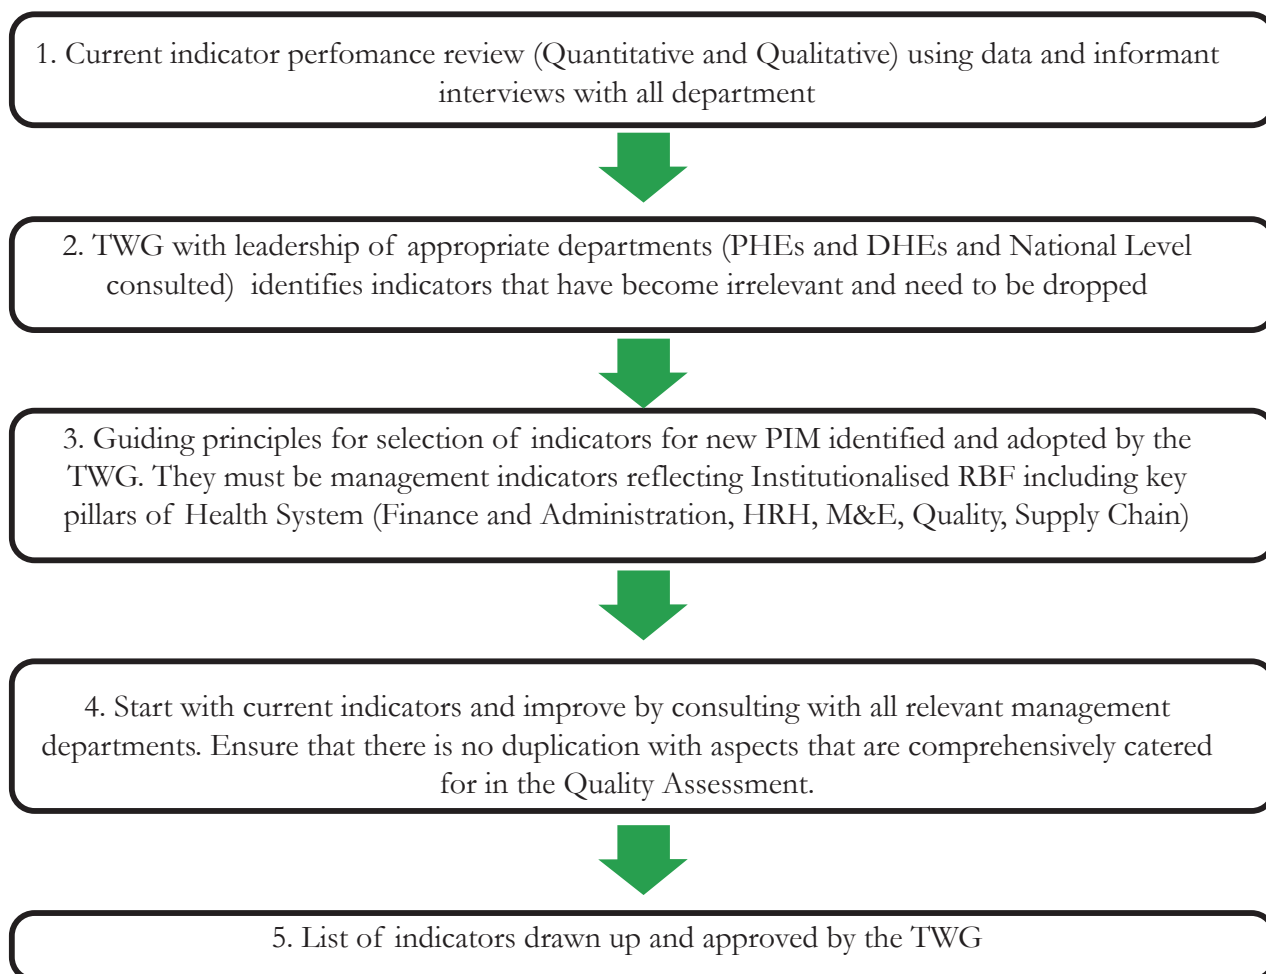 1. Current indicator perfomance review (Quantitative and Qualitative) using data and informant
interviews with all department
2. TWG with leadership of appropriate departments (PHEs and DHEs and National Level
consulted) identifies indicators that have become irrelevant and need to be dropped
3. Guiding principles for selection of indicators for new PIM identified and adopted by the
TWG. They must be management indicators reflecting Institutionalised RBF including key
pillars of Health System (Finance and Administration, HRH, M&E, Quality, Supply Chain)
4. Start with current indicators and improve by consulting with all relevant management
departments. Ensure that there is no duplication with aspects that are comprehensively catered
for in the Quality Assessment.
5. List of indicators drawn up and approved by the TWG